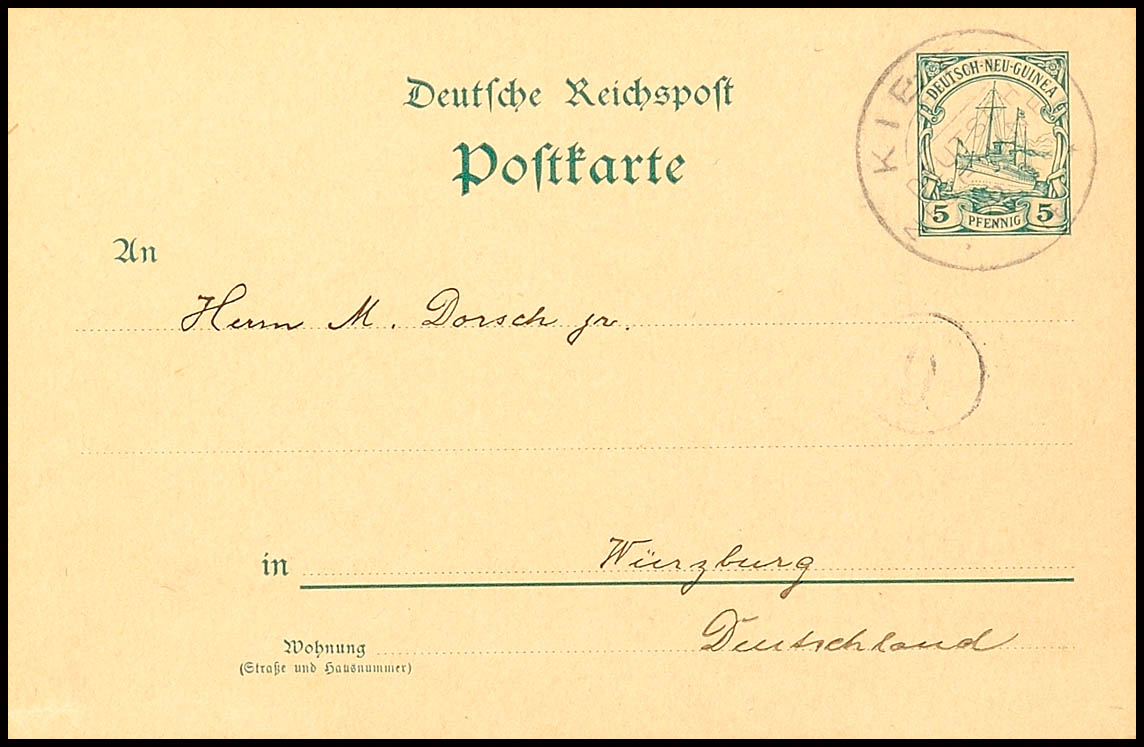 Deutsche Reichspost
Postkarte
DEUTSCH-NEU-GUINEA
5 PFENNIG 5
An
Herrn M. Dorsch jr.
9
in Würzburg
Deutschland
Wohnung
(Straße und Hausnummer)